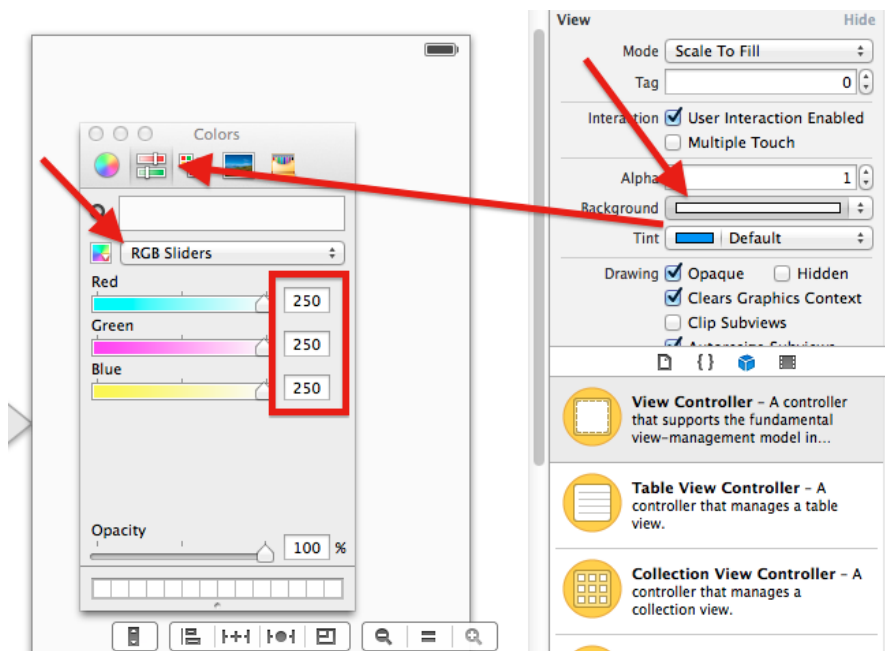 View Hide
Mode Scale To Fill
Tag 0
Interaction User Interaction Enabled
Multiple Touch
Alpha 1
Background
Tint Default
Drawing Opaque Hidden
Clears Graphics Context
Clip Subviews
Autoresize Subviews
Colors
RGB Sliders
Red
250
Green
250
Blue
250
Opacity
100 %
{}
View Controller – A controller
that supports the fundamental
view-management model in...
Table View Controller – A
controller that manages a table
view.
Collection View Controller – A
controller that manages a
collection view.